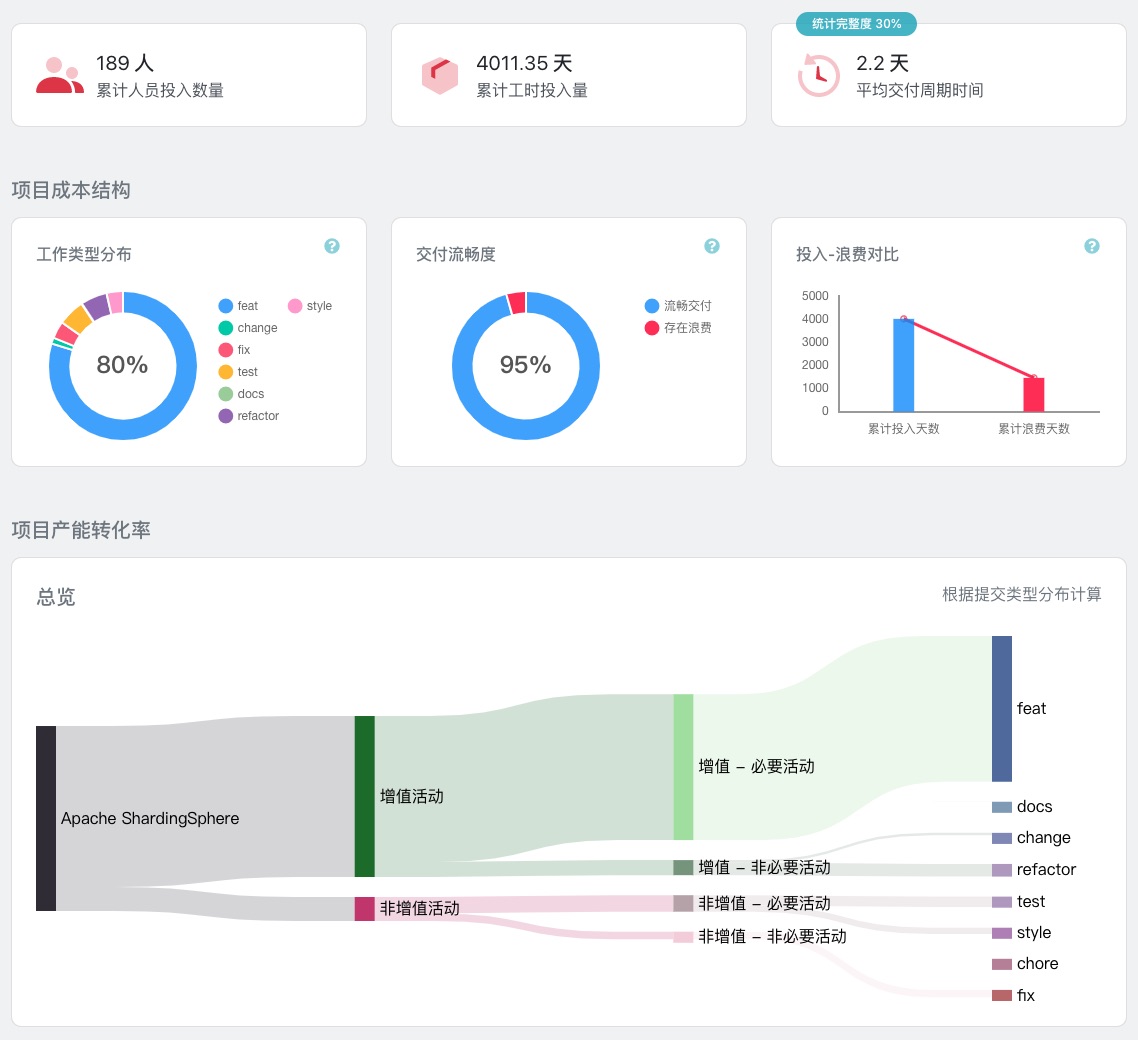 统计完整度 30%
189 人
累计人员投入数量
4011.35 天
累计工时投入量
2.2 天
平均交付周期时间
项目成本结构
工作类型分布
?
80%
feat
style
change
fix
test
docs
refactor
交付流畅度
?
95%
流畅交付
存在浪费
投入-浪费对比
?
5000
4000
3000
2000
1000
0
累计投入天数
累计浪费天数
项目产能转化率
总览
根据提交类型分布计算
Apache ShardingSphere
增值活动
非增值活动
增值 – 必要活动
增值 – 非必要活动
非增值 – 必要活动
非增值 – 非必要活动
feat
docs
change
refactor
test
style
chore
fix